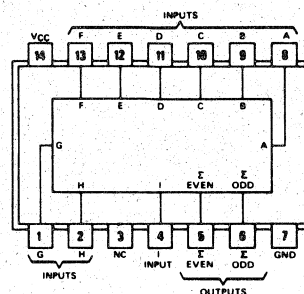 INPUTS
VCC F E D C B A
14 13 12 11 10 9 8
F E D C B
G A
H I Σ EVEN Σ ODD
1 2 3 4 5 6 7
G H NC I INPUT Σ EVEN Σ ODD GND
INPUTS
OUTPUTS